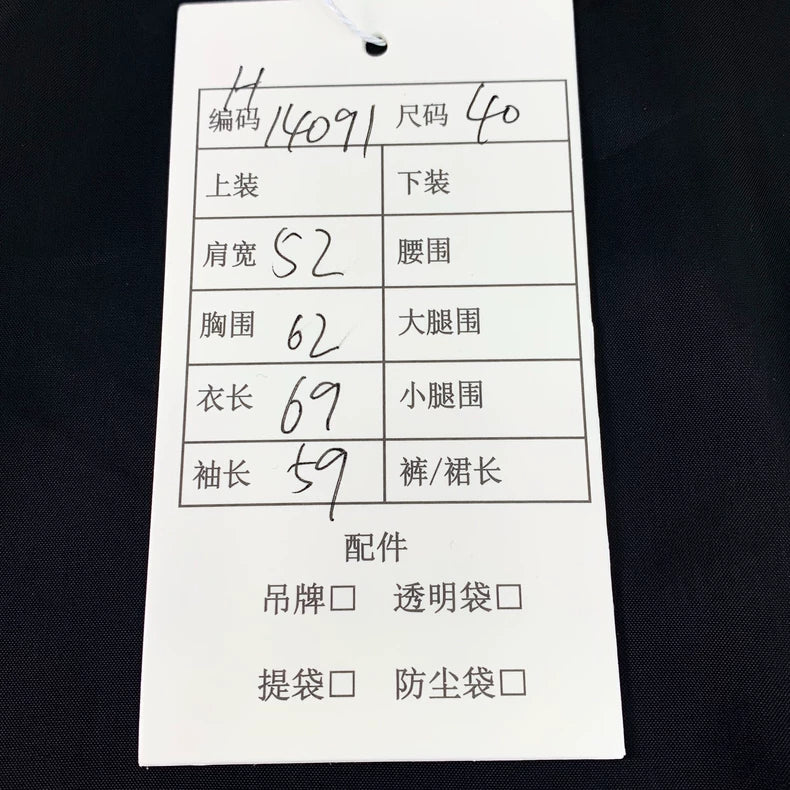 H
编码 14091 尺码 40
上装 下装
肩宽 52 腰围
胸围 62 大腿围
衣长 69 小腿围
袖长 59 裤/裙长
配件
吊牌□ 透明袋□
提袋□ 防尘袋□